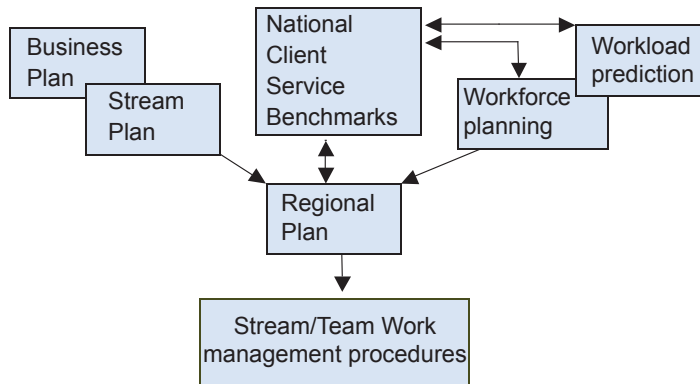 Business
Plan
Stream
Plan
National
Client
Service
Benchmarks
Workload
prediction
Workforce
planning
Regional
Plan
Stream/Team Work
management procedures